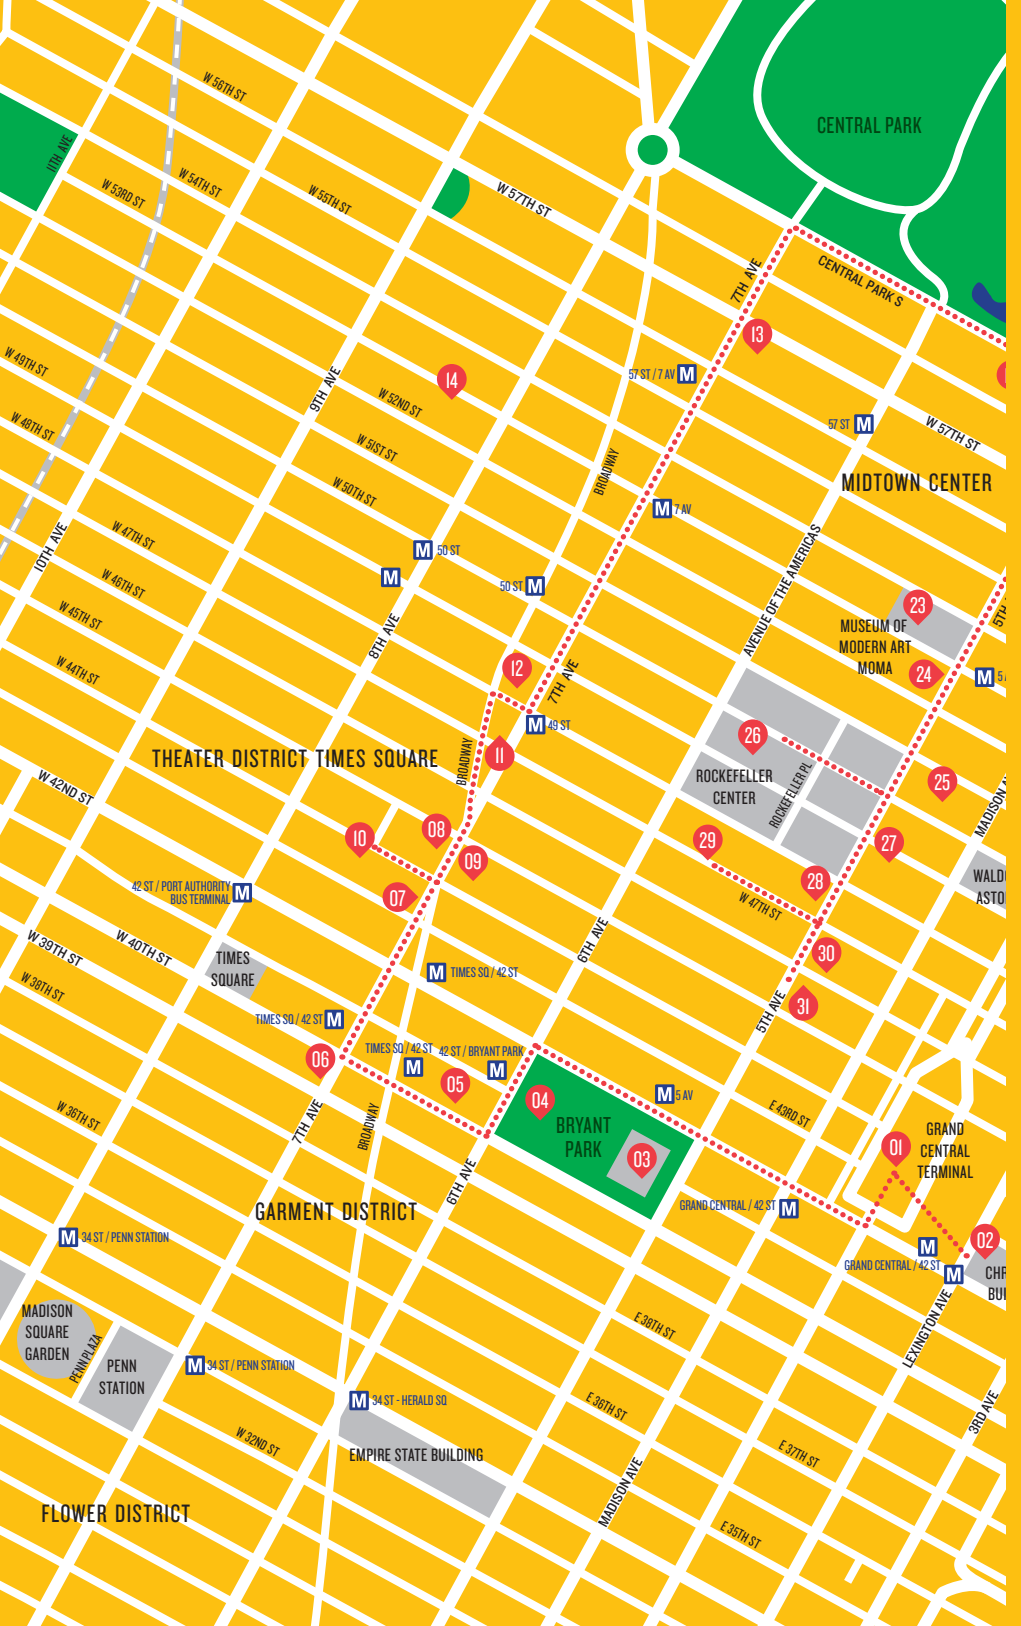 W 56TH ST
CENTRAL PARK
11TH AVE
W 54TH ST
W 53RD ST
W 55TH ST
W 57TH ST
7TH AVE
CENTRAL PARK S
13
W 49TH ST
57 ST / 7 AV
M
14
9TH AVE
W 52ND ST
W 48TH ST
57 ST
M
W 57TH ST
W 51ST ST
BROADWAY
MIDTOWN CENTER
W 50TH ST
M
7 AV
W 47TH ST
10TH AVE
M
50 ST
M
50 ST
M
AVENUE OF THE AMERICAS
W 46TH ST
W 45TH ST
23
5TH
8TH AVE
MUSEUM OF
MODERN ART
MOMA
24
M
5
W 44TH ST
12
7TH AVE
M
49 ST
26
11
THEATER DISTRICT TIMES SQUARE
BROADWAY
ROCKEFELLER
CENTER
ROCKEFELLER PL
25
W 42ND ST
MADISON
10
08
09
29
27
07
28
42 ST / PORT AUTHORITY
BUS TERMINAL
M
W 47TH ST
W 39TH ST
W 40TH ST
6TH AVE
30
TIMES
SQUARE
M
TIMES SQ / 42 ST
W 38TH ST
31
5TH AVE
TIMES SQ / 42 ST
M
06
TIMES SQ / 42 ST
M
42 ST / BRYANT PARK
M
05
04
M
5 AV
W 36TH ST
7TH AVE
BROADWAY
BRYANT
PARK
03
E 43RD ST
GRAND
CENTRAL
TERMINAL
01
6TH AVE
GARMENT DISTRICT
GRAND CENTRAL / 42 ST
M
M
34 ST / PENN STATION
02
M
GRAND CENTRAL / 42 ST
M
CHR
MADISON
SQUARE
GARDEN
PENN PLAZA
E 38TH ST
LEXINGTON AVE
PENN
STATION
M
34 ST / PENN STATION
M
34 ST - HERALD SQ
E 36TH ST
3RD AVE
W 32ND ST
EMPIRE STATE BUILDING
E 37TH ST
MADISON AVE
FLOWER DISTRICT
E 35TH ST